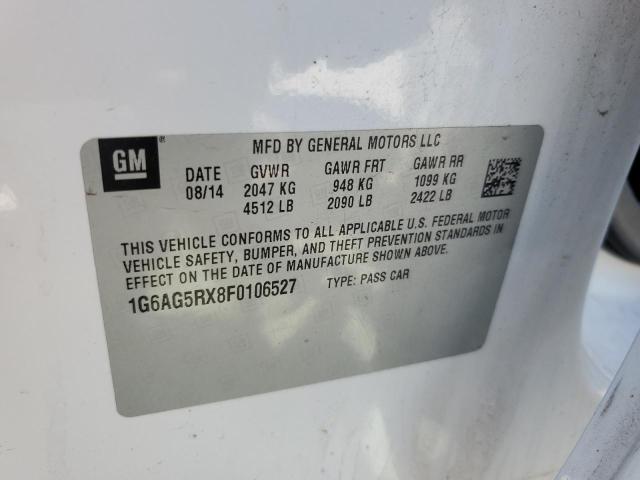 GM
®
MFD BY GENERAL MOTORS LLC
DATE GVWR GAWR FRT GAWR RR
08/14 2047 KG 948 KG 1099 KG
4512 LB 2090 LB 2422 LB
THIS VEHICLE CONFORMS TO ALL APPLICABLE U.S. FEDERAL MOTOR
VEHICLE SAFETY, BUMPER, AND THEFT PREVENTION STANDARDS IN
EFFECT ON THE DATE OF MANUFACTURE SHOWN ABOVE.
1G6AG5RX8F0106527 TYPE: PASS CAR